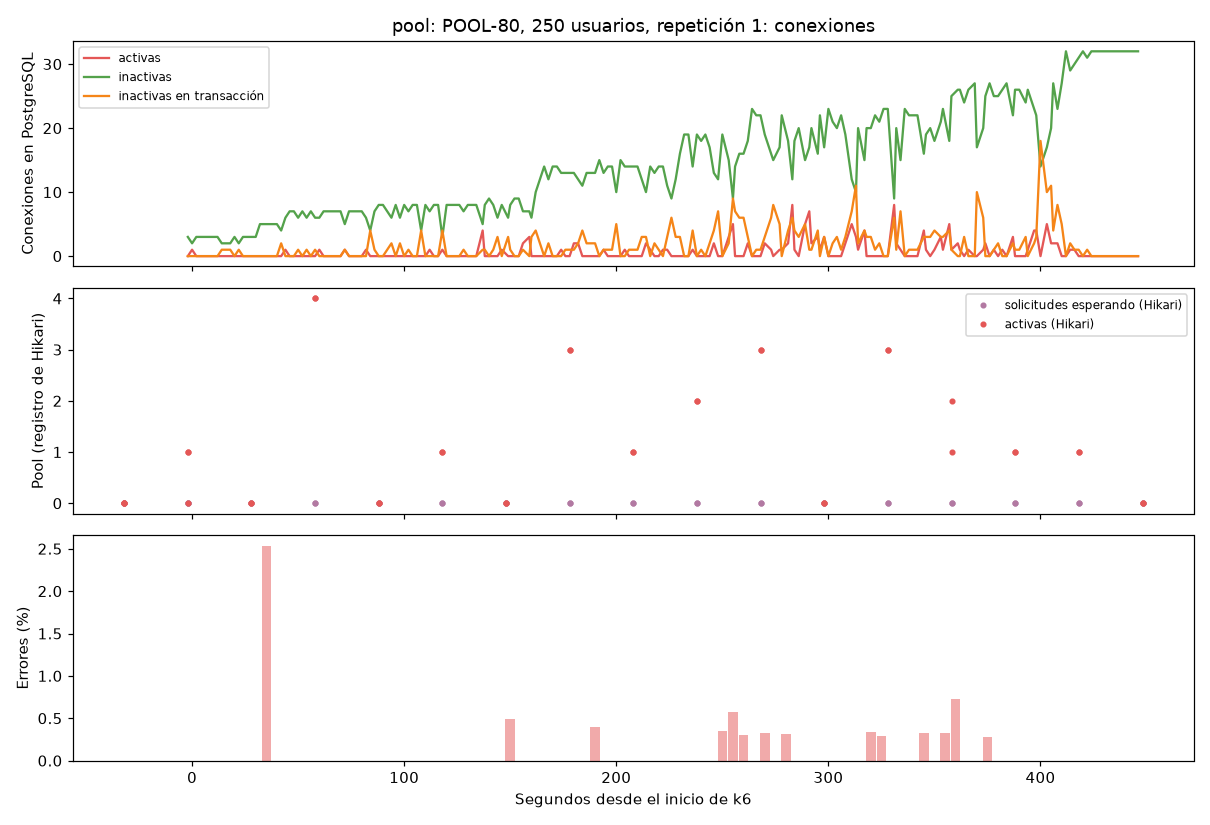 pool: POOL-80, 250 usuarios, repetición 1: conexiones
Conexiones en PostgreSQL
30
20
10
0
activas
inactivas
inactivas en transacción
Pool (registro de Hikari)
4
3
2
1
0
solicitudes esperando (Hikari)
activas (Hikari)
Errores (%)
2.5
2.0
1.5
1.0
0.5
0.0
0
100
200
300
400
Segundos desde el inicio de k6